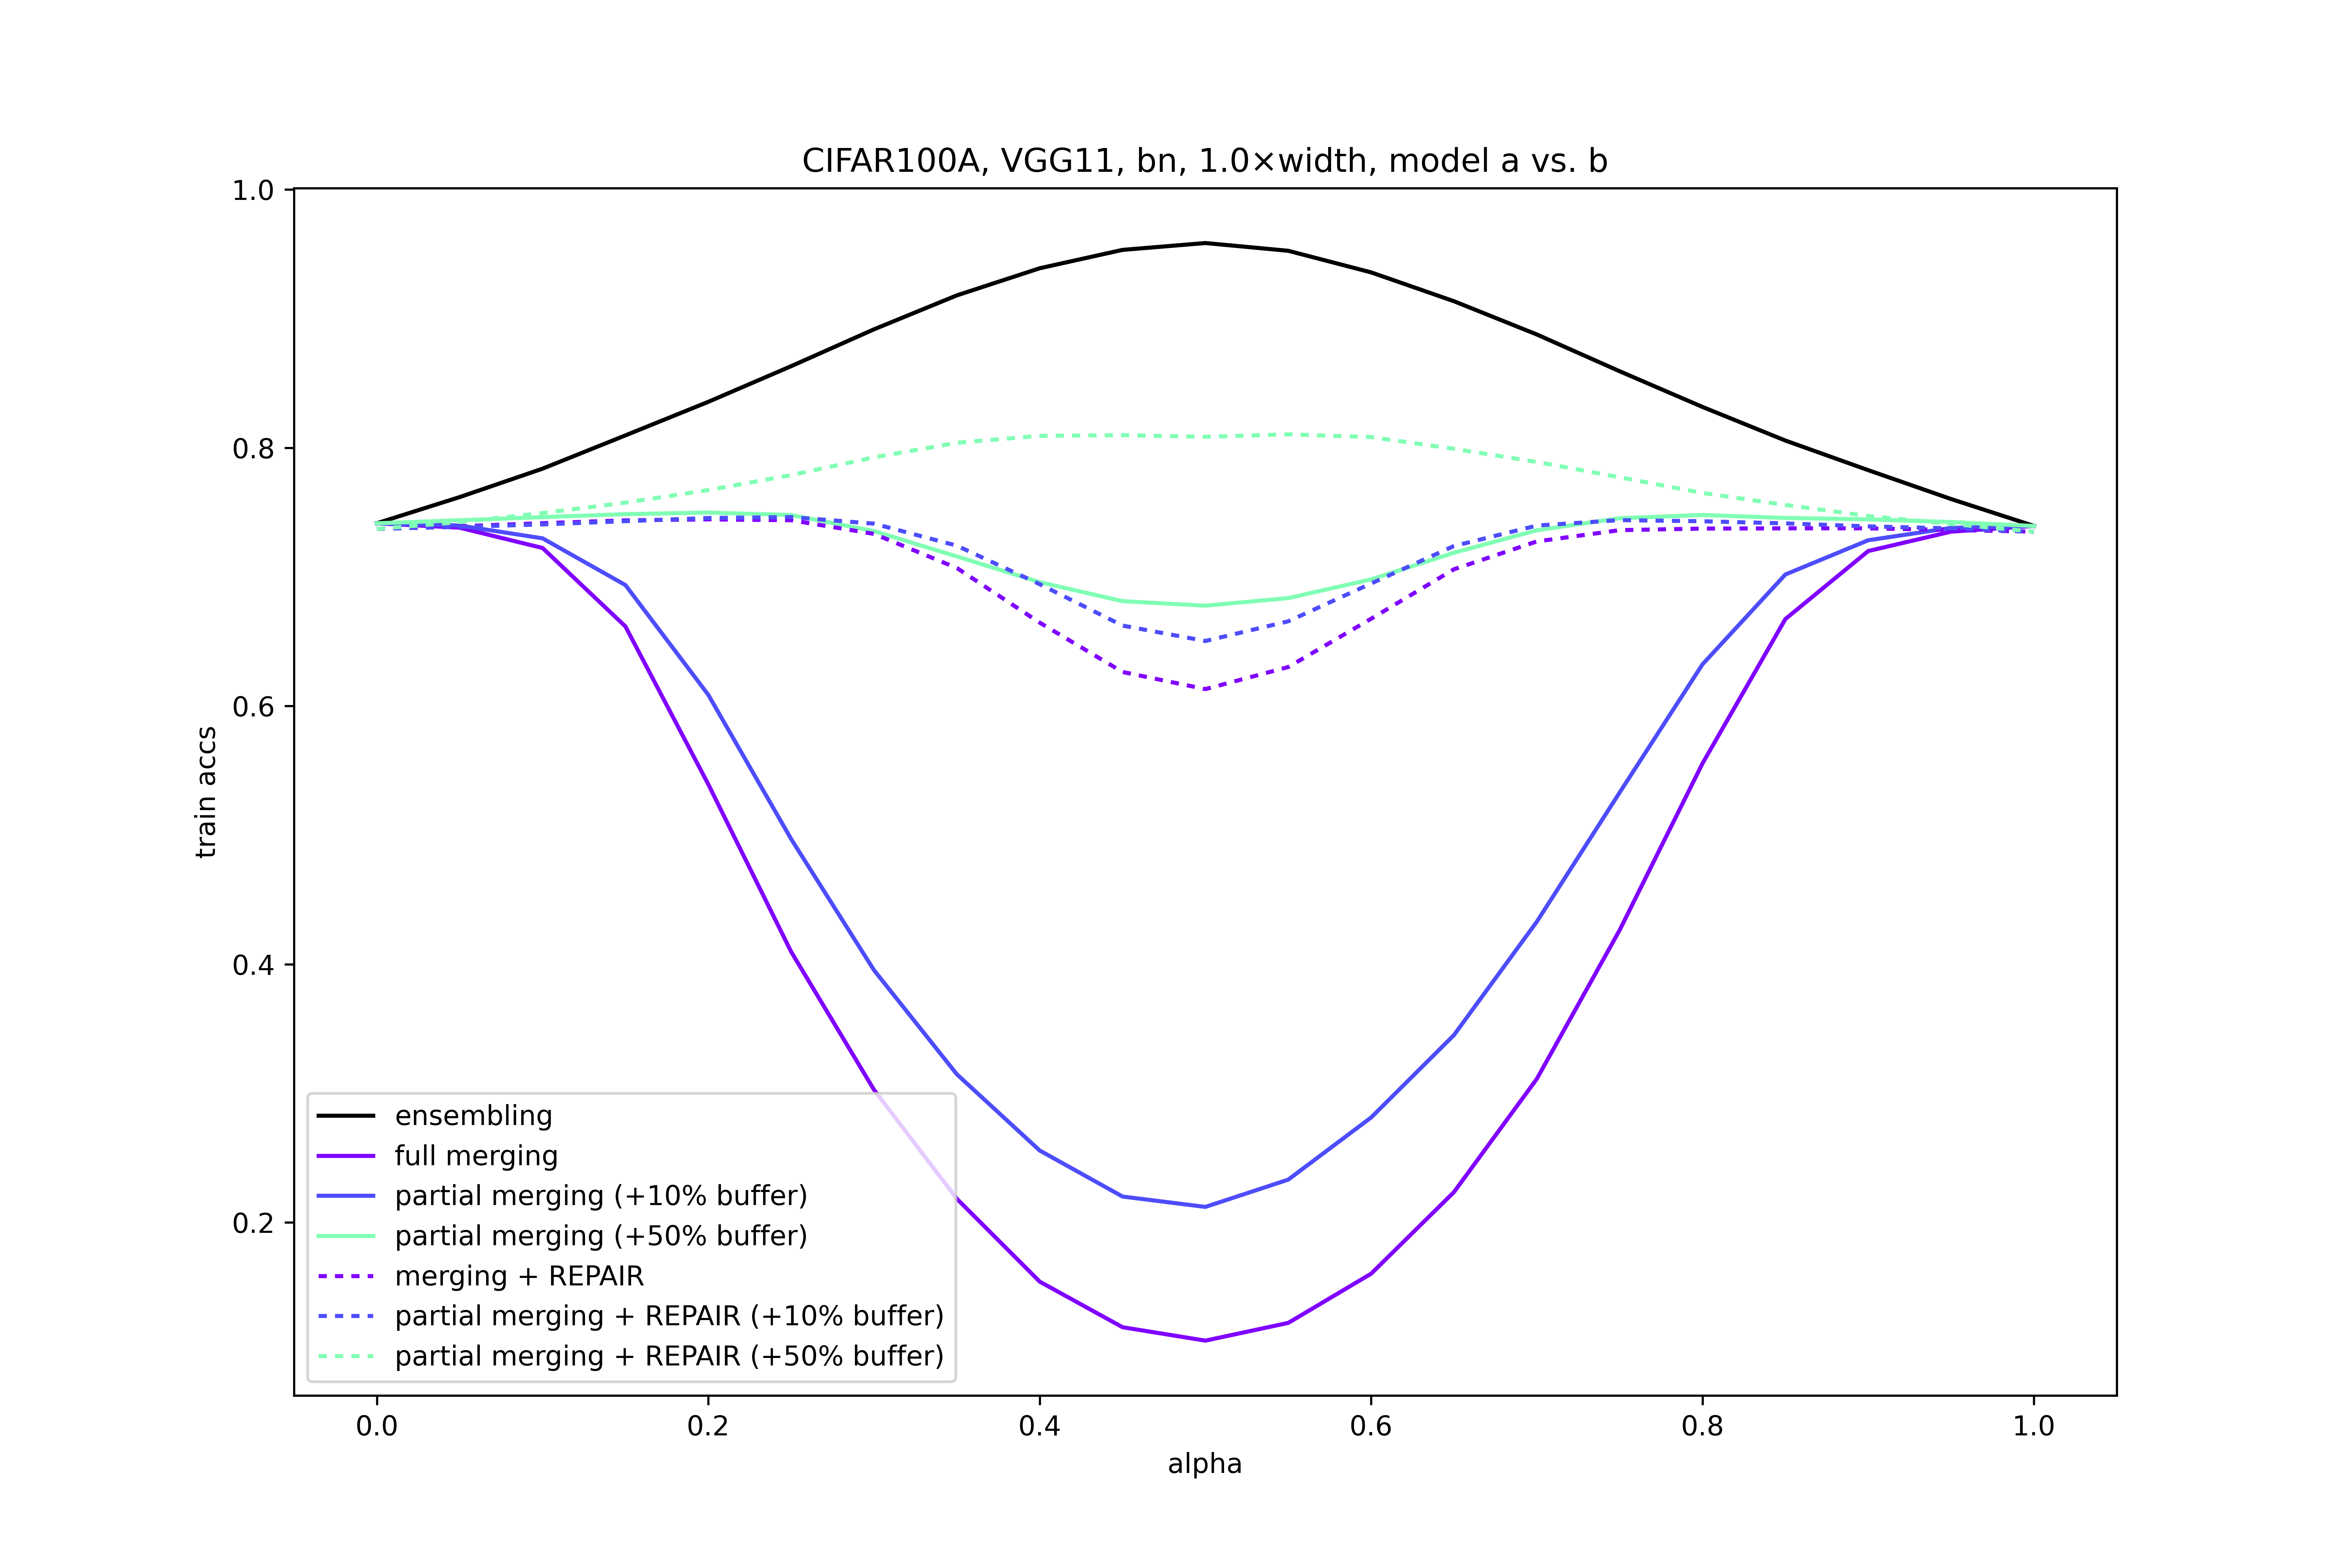 CIFAR100A, VGG11, bn, 1.0×width, model a vs. b
1.0
0.8
0.6
0.4
0.2
train accs
ensembling
full merging
partial merging (+10% buffer)
partial merging (+50% buffer)
merging + REPAIR
partial merging + REPAIR (+10% buffer)
partial merging + REPAIR (+50% buffer)
0.0 0.2 0.4 0.6 0.8 1.0
alpha